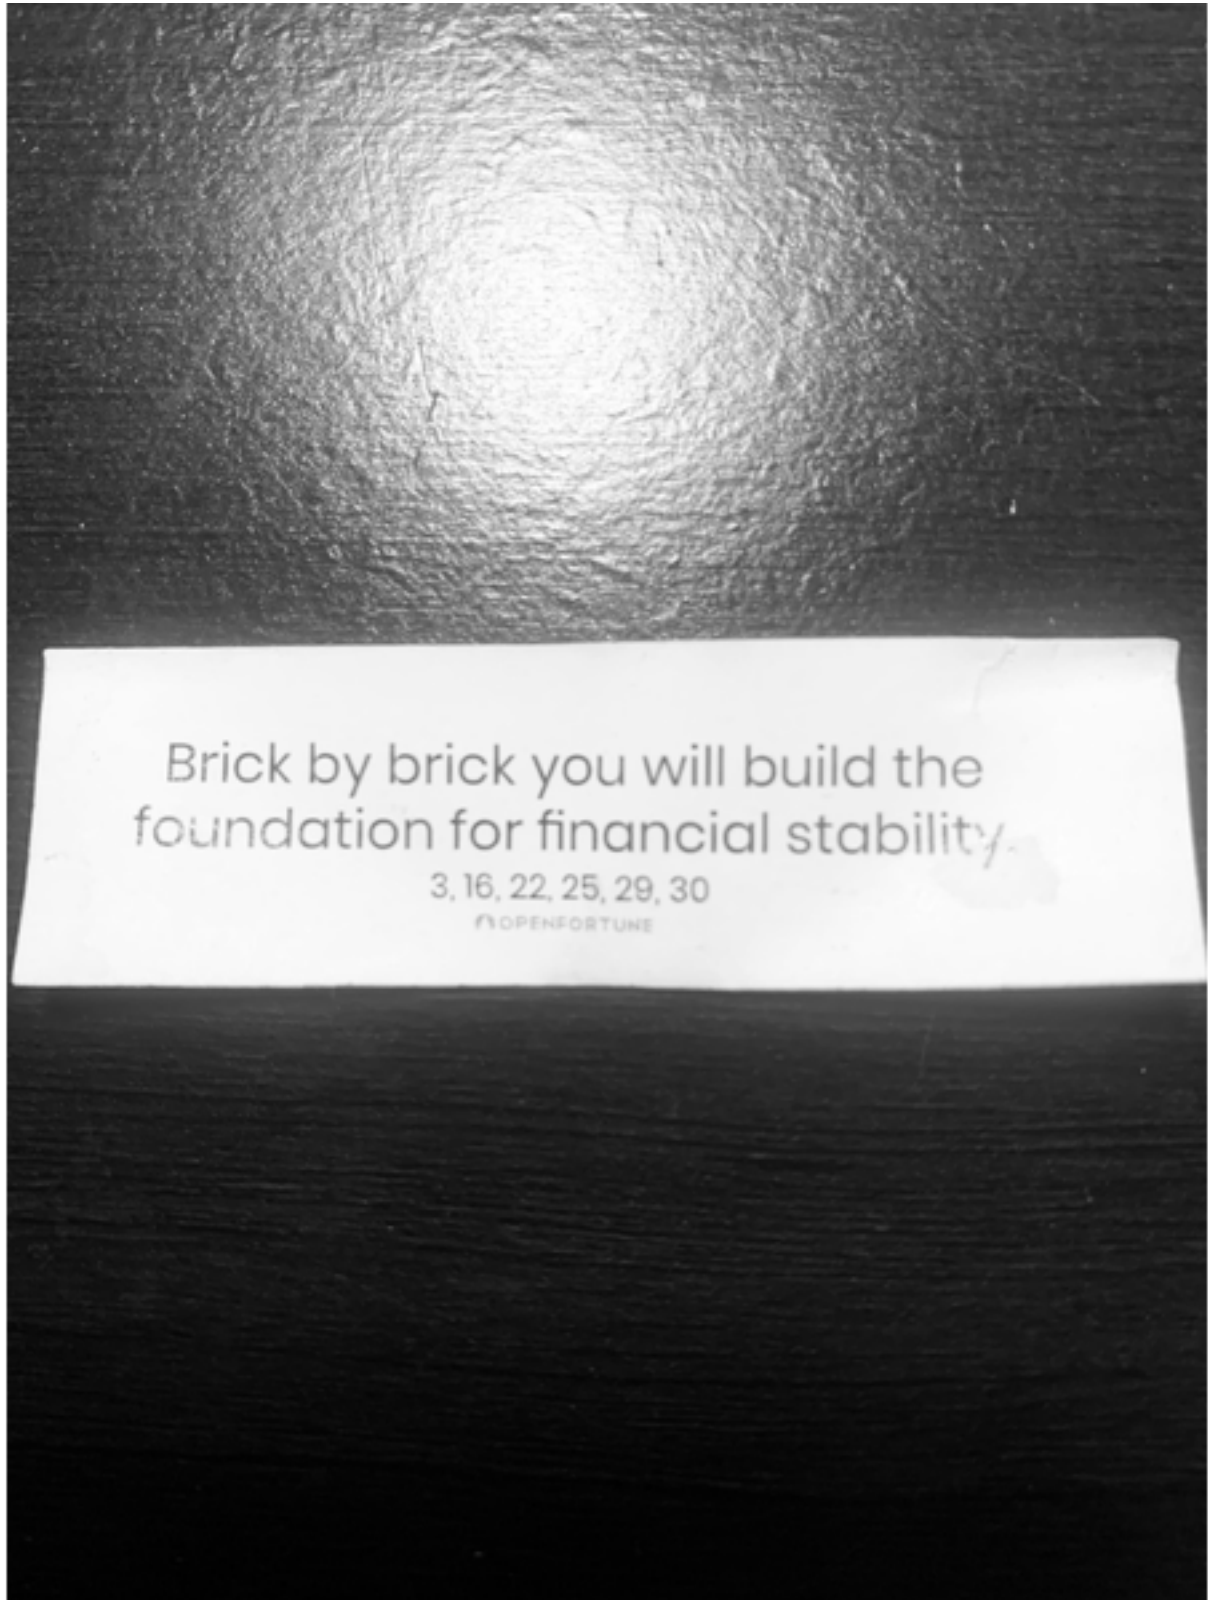 Brick by brick you will build the
foundation for financial stability.
3, 16, 22, 25, 29, 30
OPENFORTUNE